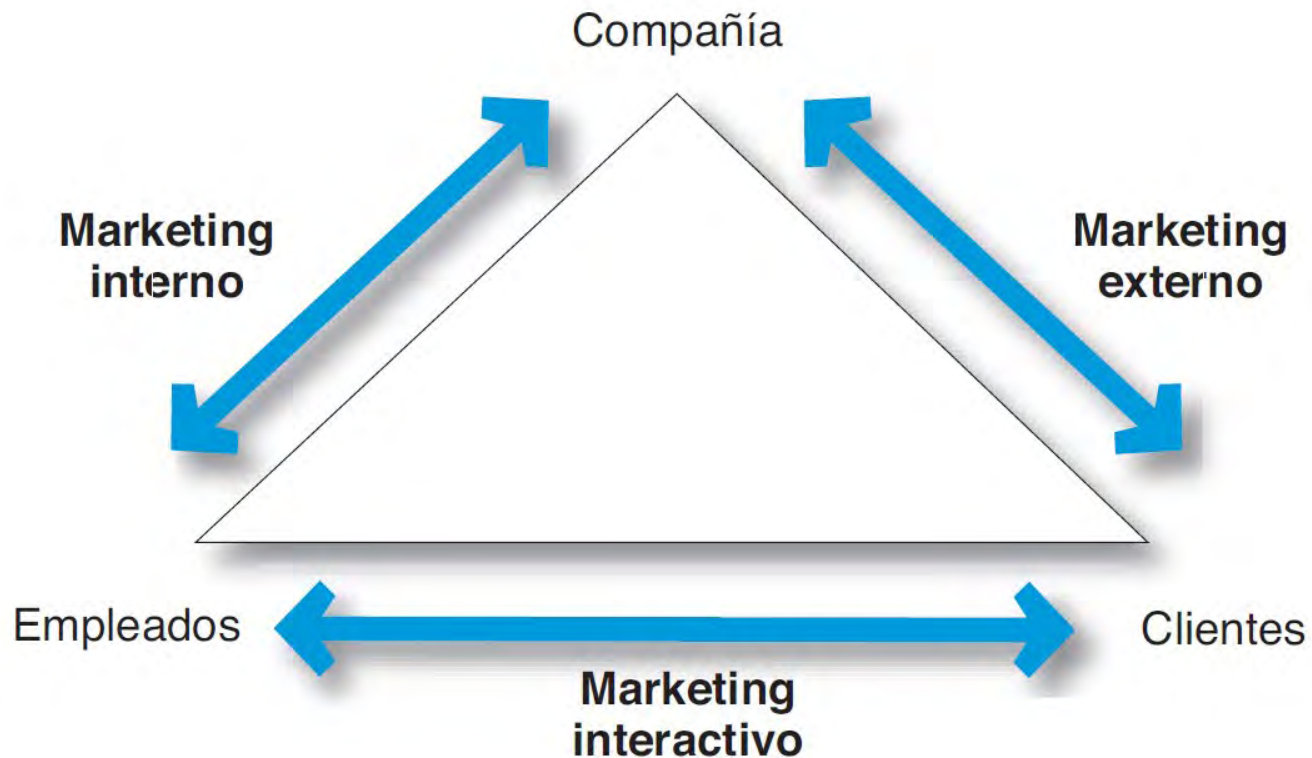 Compañía
Marketing
interno
Marketing
externo
Empleados
Clientes
Marketing
interactivo